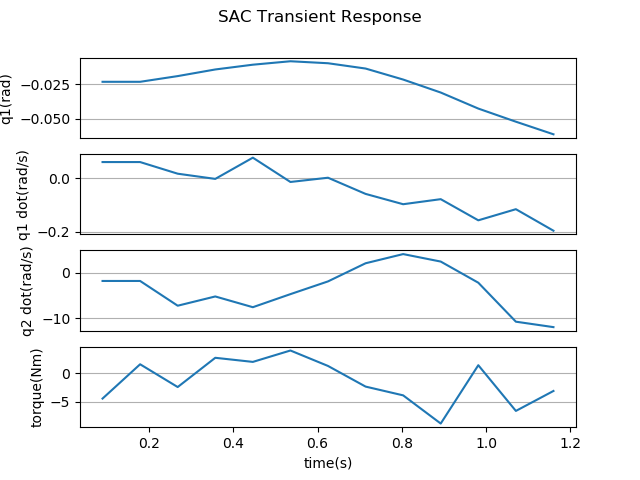 SAC Transient Response
q1(rad)
−0.025
−0.050
q1 dot(rad/s)
0.0
−0.2
q2 dot(rad/s)
0
−10
torque(Nm)
0
−5
0.2 0.4 0.6 0.8 1.0 1.2
time(s)